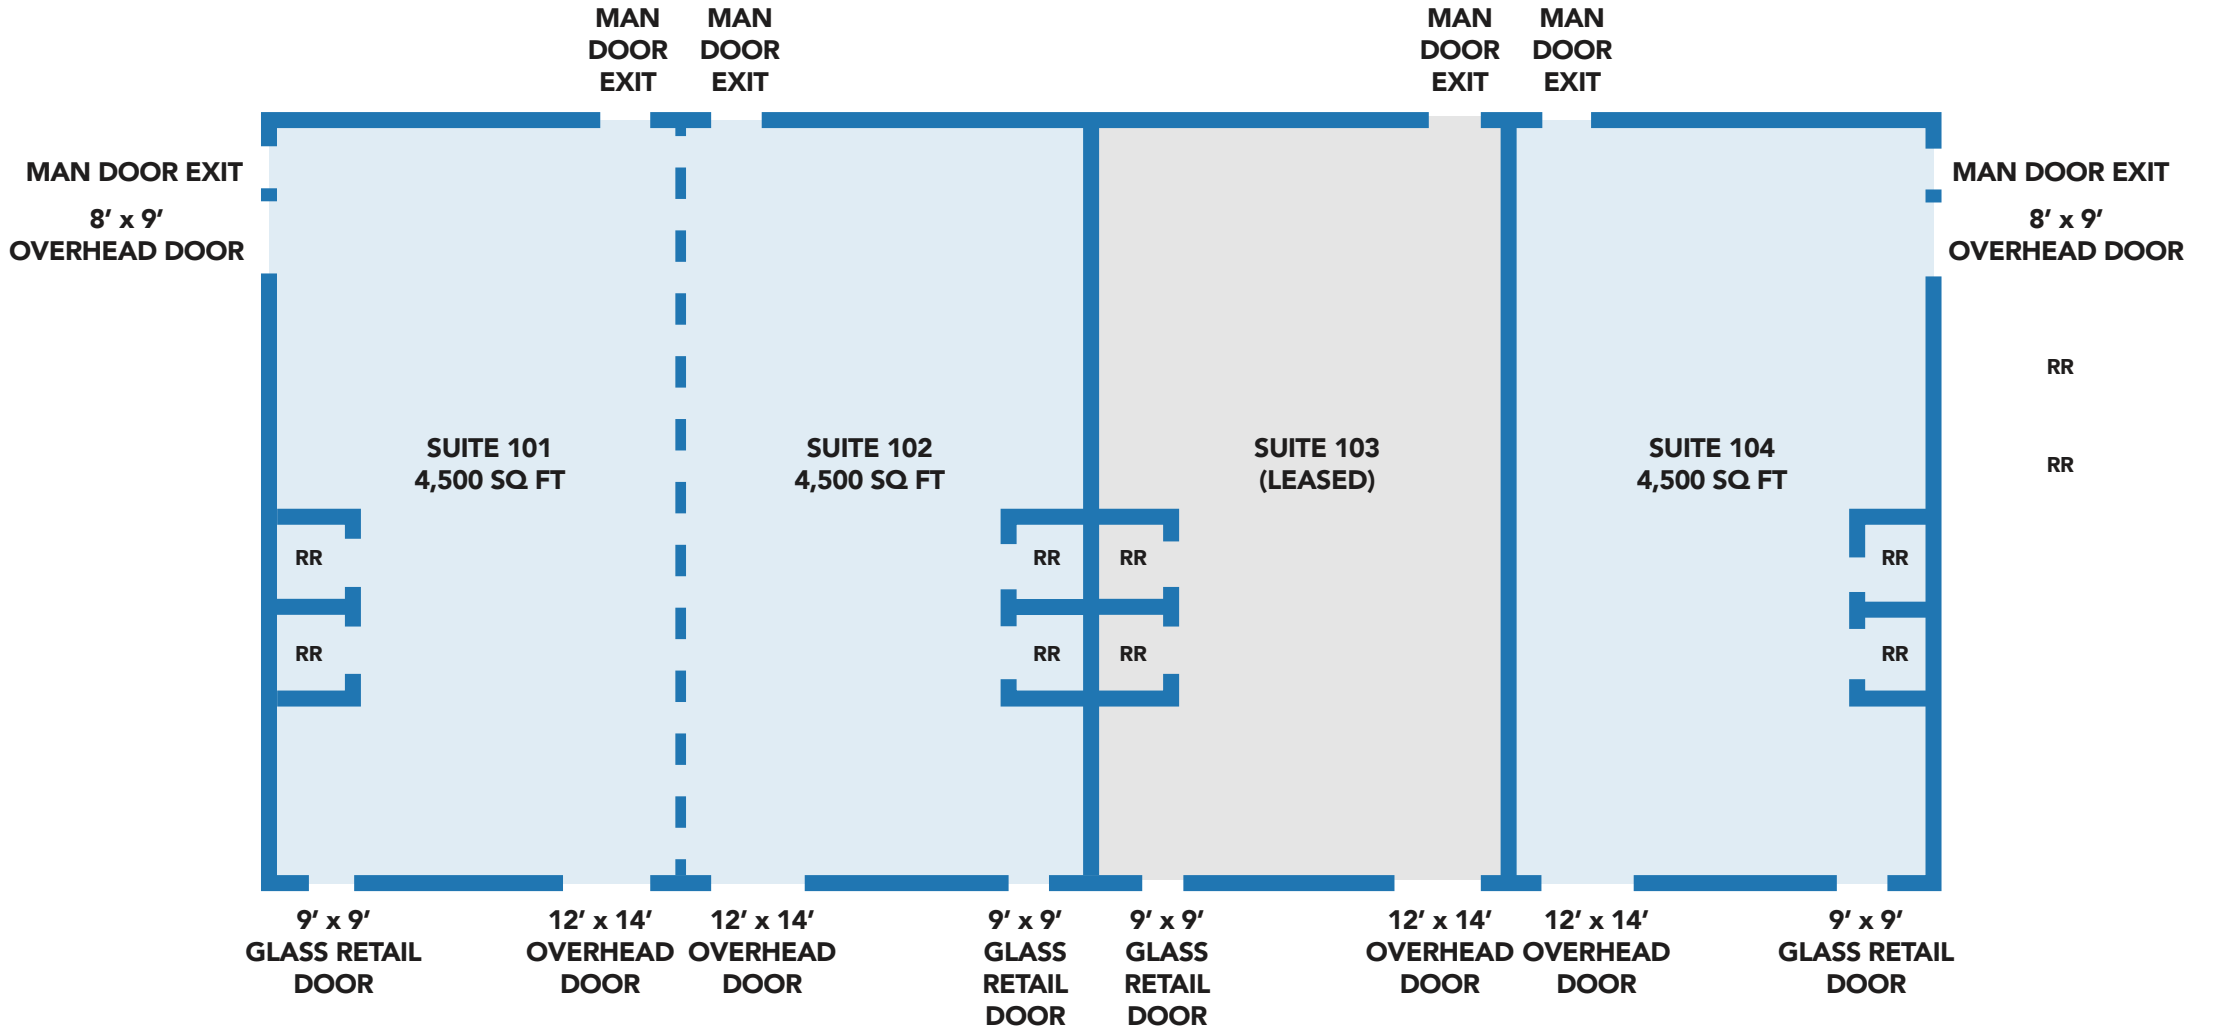 MAN
DOOR
EXIT
MAN
DOOR
EXIT
MAN
DOOR
EXIT
MAN
DOOR
EXIT
MAN DOOR EXIT
8’ x 9’
OVERHEAD DOOR
MAN DOOR EXIT
8’ x 9’
OVERHEAD DOOR
RR
RR
SUITE 101
4,500 SQ FT
SUITE 102
4,500 SQ FT
SUITE 103
(LEASED)
SUITE 104
4,500 SQ FT
RR
RR
RR
RR
RR
RR
RR
RR
9’ x 9’
GLASS RETAIL
DOOR
12’ x 14’
OVERHEAD
DOOR
12’ x 14’
OVERHEAD
DOOR
9’ x 9’
GLASS
RETAIL
DOOR
9’ x 9’
GLASS
RETAIL
DOOR
12’ x 14’
OVERHEAD
DOOR
12’ x 14’
OVERHEAD
DOOR
9’ x 9’
GLASS RETAIL
DOOR